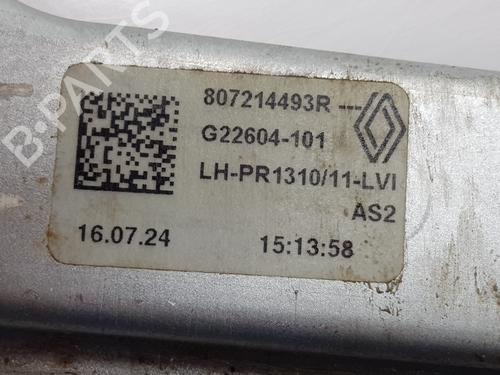 807214493R ---
G22604-101
LH-PR1310/11-LVI
AS2
16.07.24 15:13:58
B-PARTS